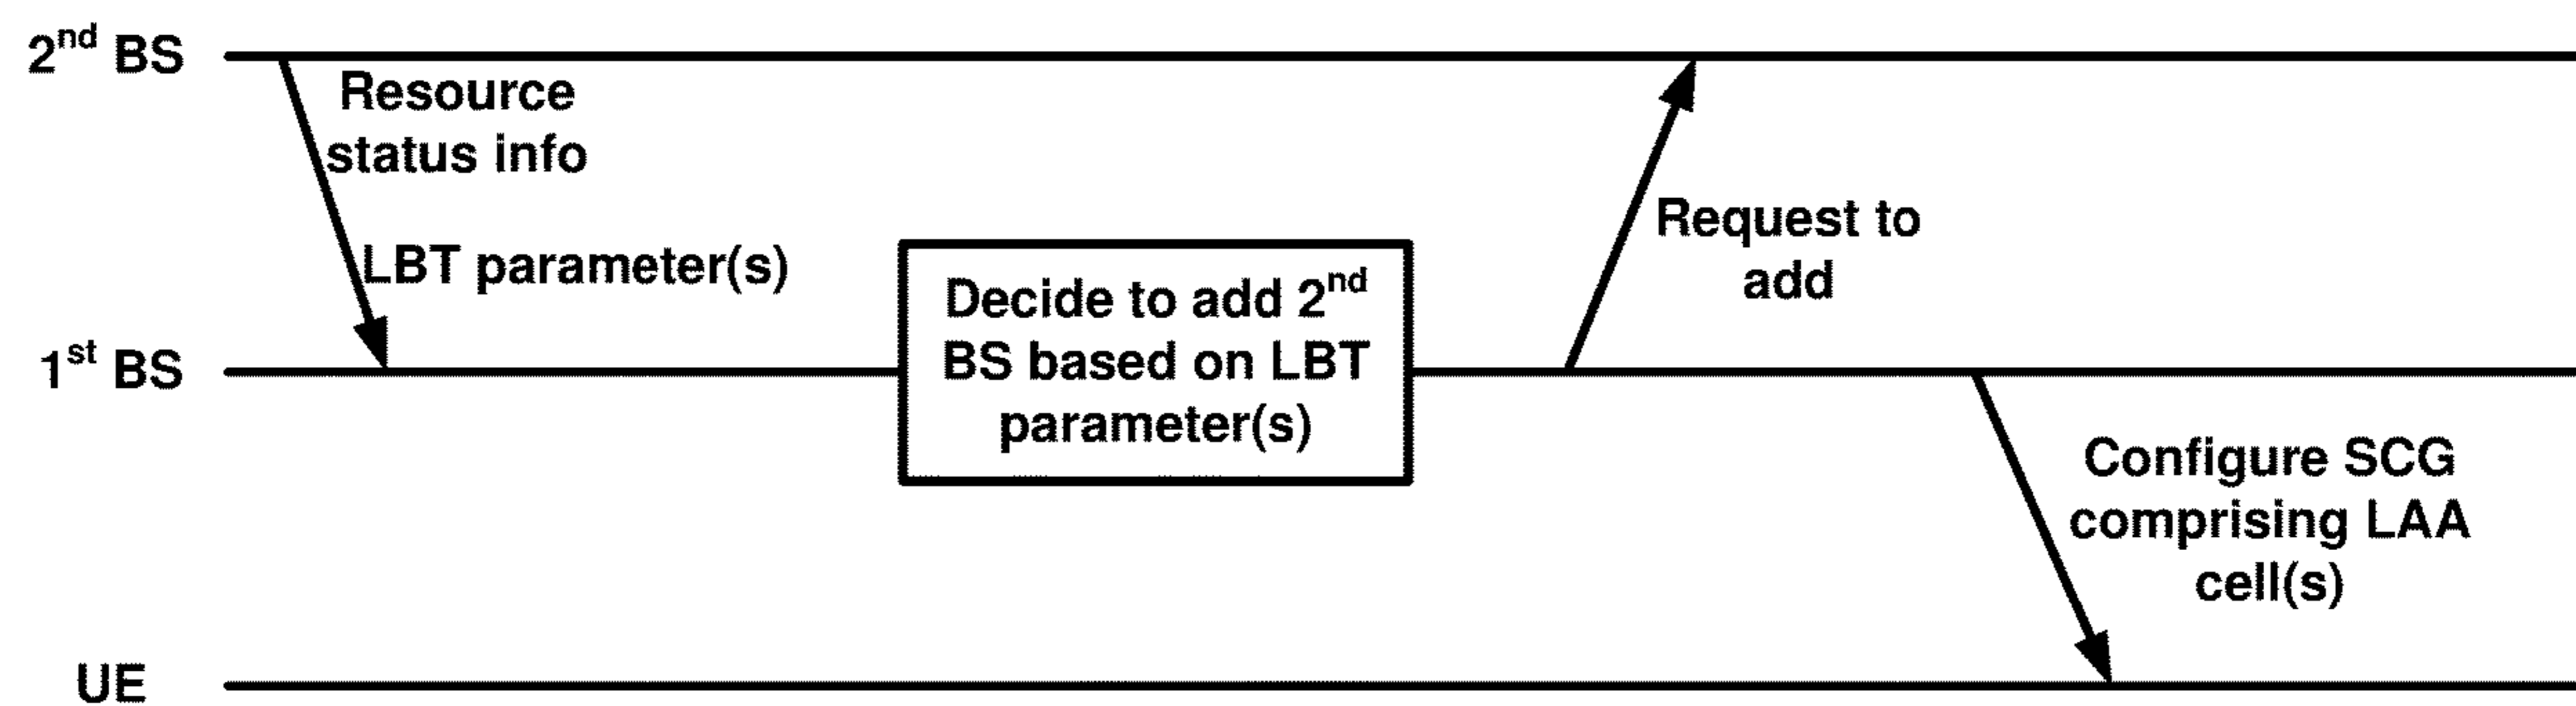 2nd BS
Resource
status info
LBT parameter(s)
1st BS
Decide to add 2nd
BS based on LBT
parameter(s)
Request to
add
Configure SCG
comprising LAA
cell(s)
UE